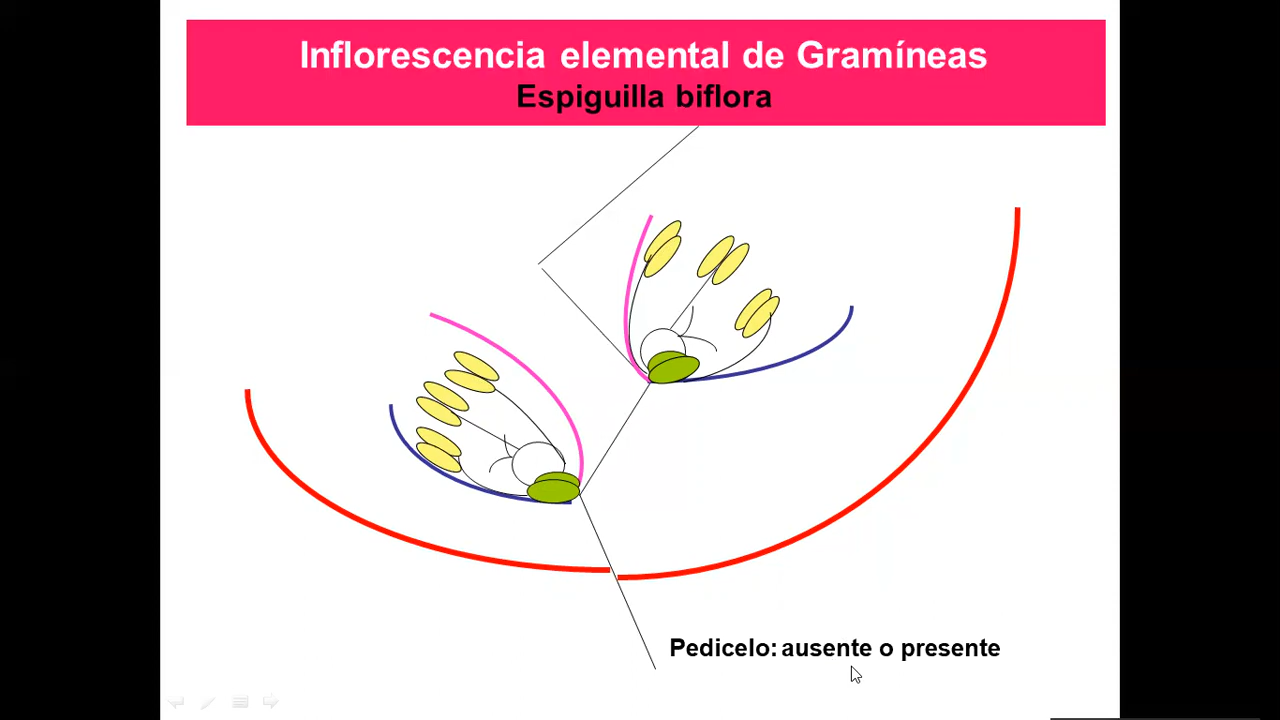 Inflorescencia elemental de Gramíneas
Espiguilla biflora
Pedicelo: ausente o presente